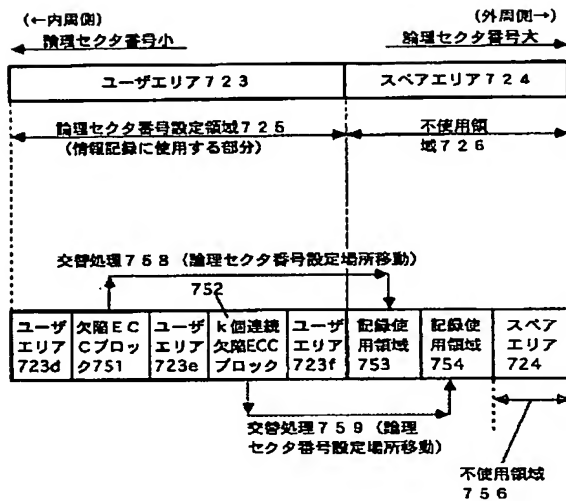 (←内周側)
論理セクタ番号小
(外周側→)
論理セクタ番号大
ユーザエリア723
スペアエリア724
論理セクタ番号設定領域725
(情報記録に使用する部分)
不使用領
域726
交替処理758 (論理セクタ番号設定場所移動)
752
ユーザ
エリア
723d
欠陥EC
Cブロッ
ク751
ユーザ
エリア
723e
k個連続
欠陥ECC
ブロック
ユーザ
エリア
723f
記録使
用領域
753
記録使
用領域
754
スペア
エリア
724
交替処理759 (論理
セクタ番号設定場所移動)
不使用領域
756